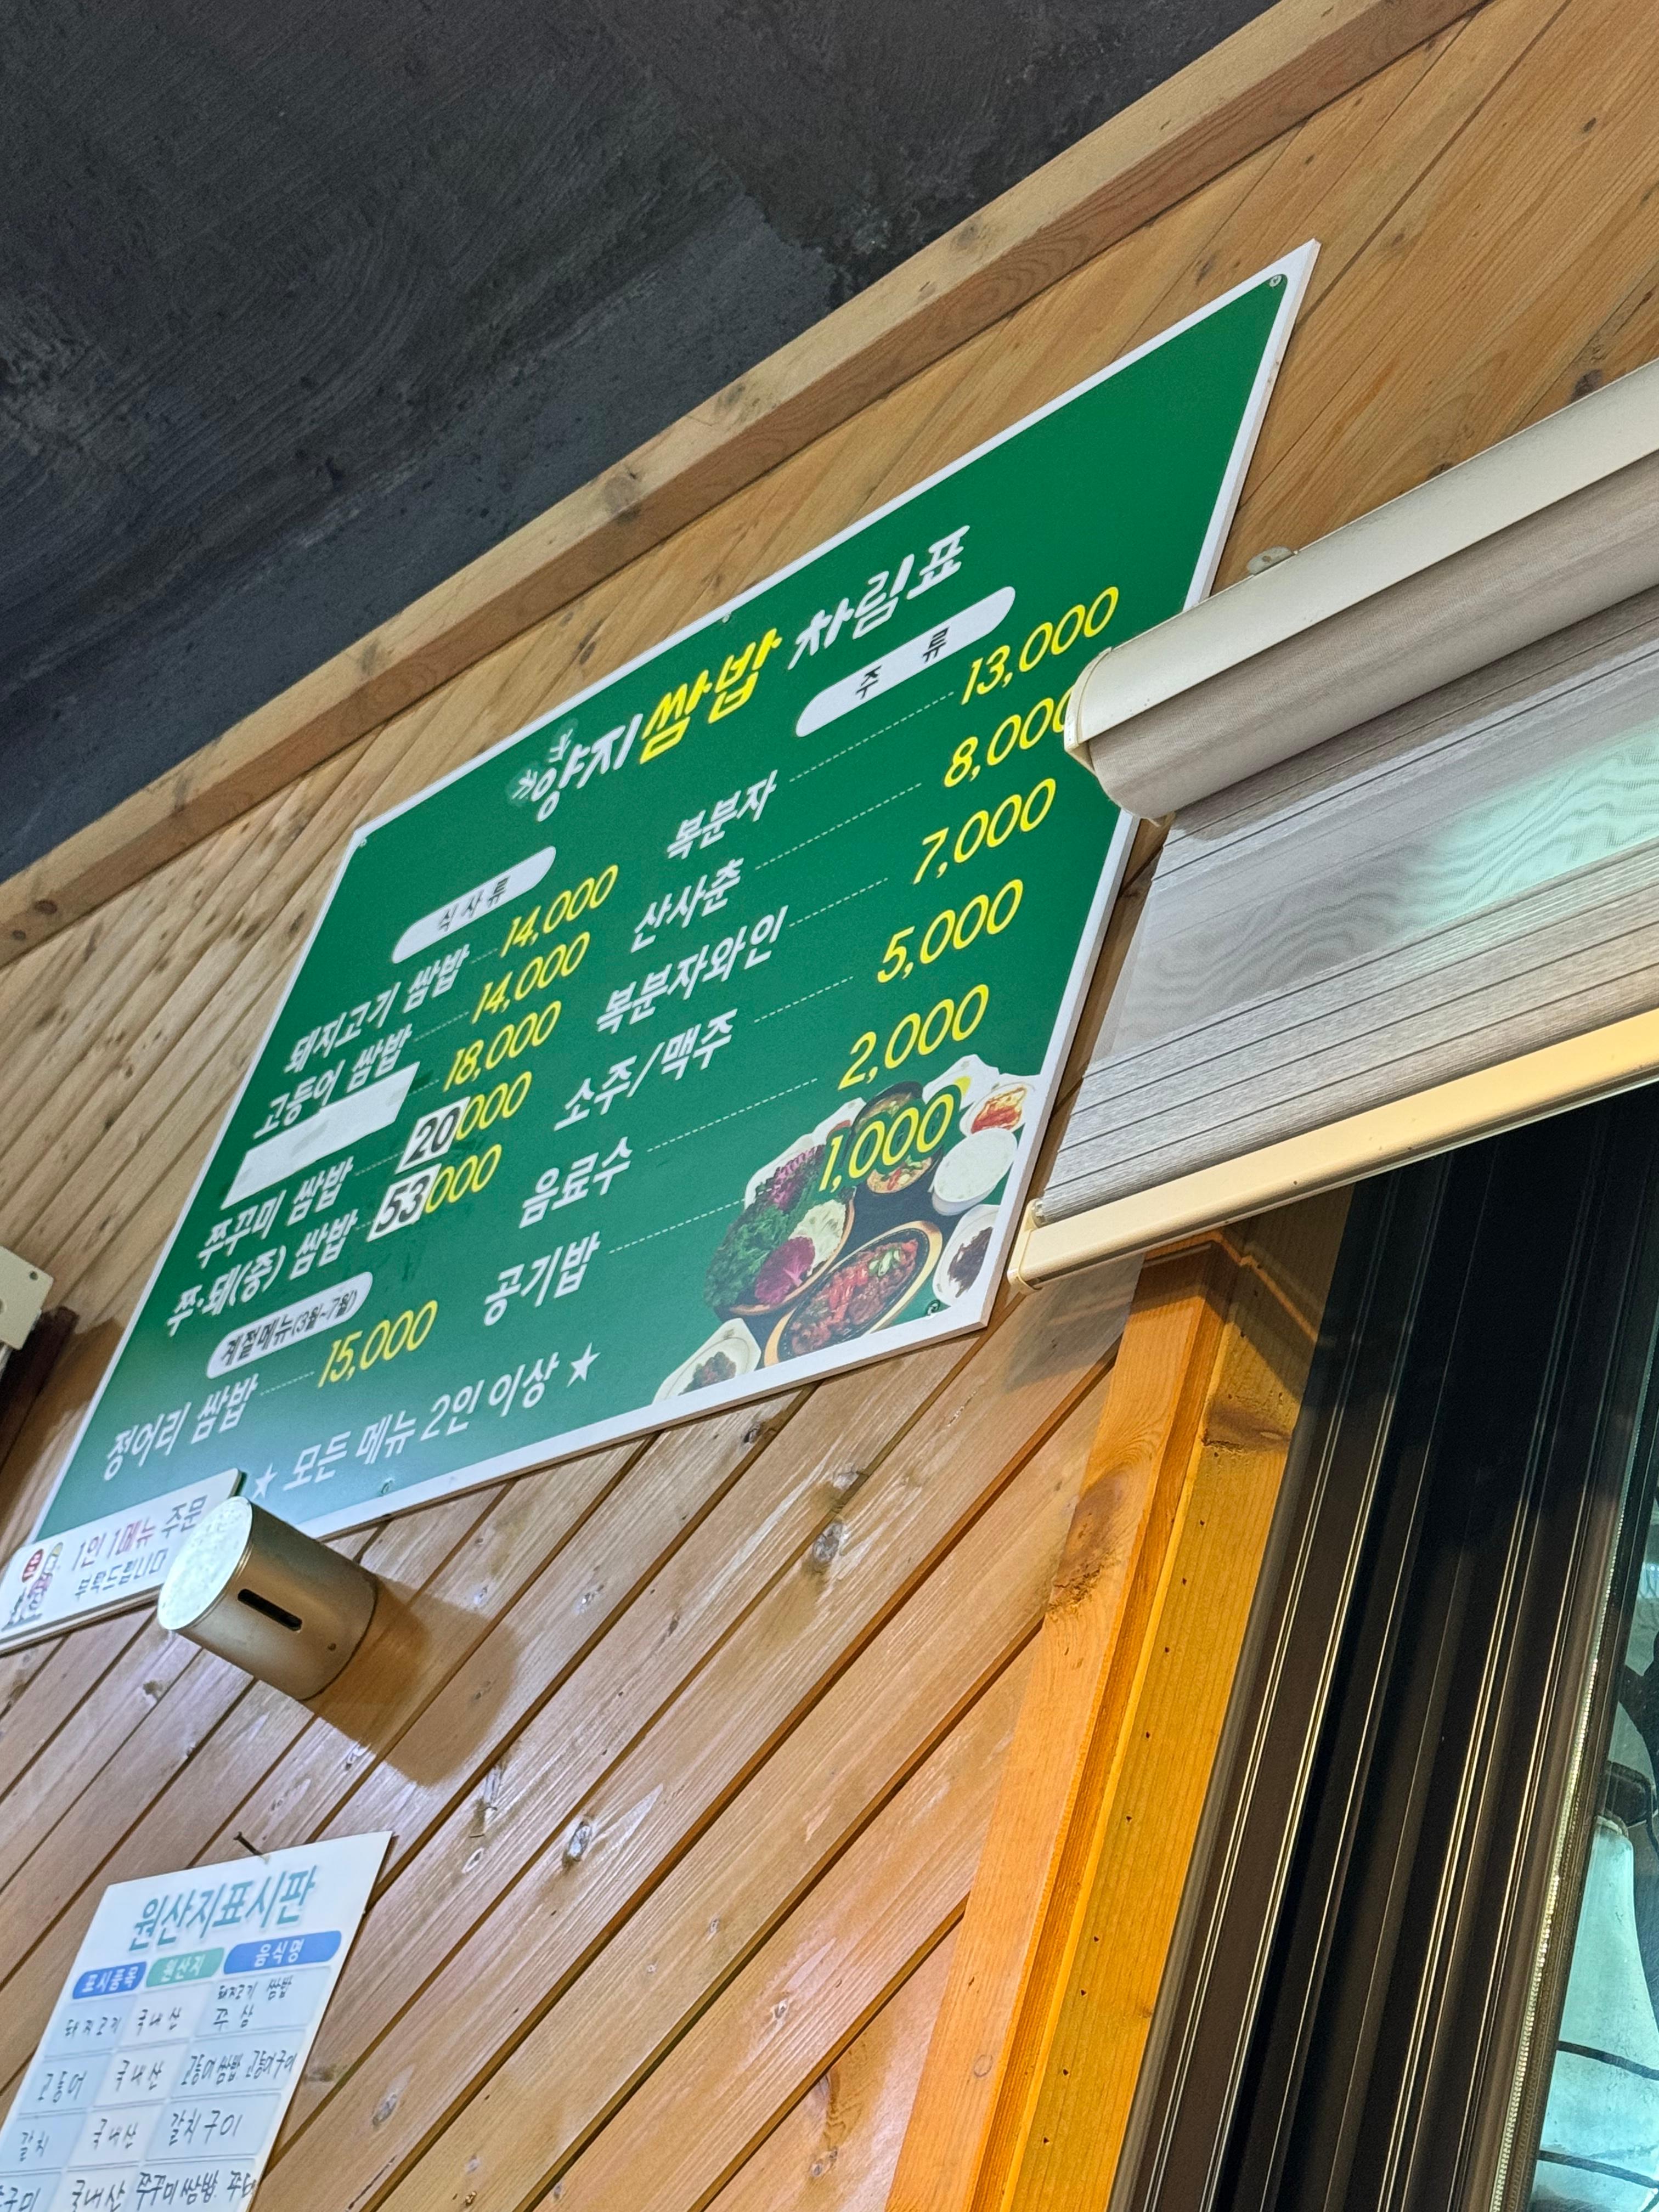 양지쌈밥 차림표
식사류
돼지고기 쌈밥 14,000
고등어 쌈밥 14,000
18,000
쭈꾸미 쌈밥 20000
쭈.돼(중) 쌈밥 53000
계절메뉴(3월~7월)
정어리 쌈밥 15,000
주 류
복분자 13,000
산사춘 8,000
복분자와인 7,000
소주/맥주 5,000
음료수 2,000
공기밥 1,000
★ 모든 메뉴 2인 이상 ★
1인 1메뉴 주문
부탁드립니다
원산지표시판
표시품목 원산지 음식명
돼지고기 국내산 돼지고기 쌈밥
고등어 국내산 고등어쌈밥 고등어구이
갈치 국내산 갈치구이
국내산 쭈꾸미쌈밥